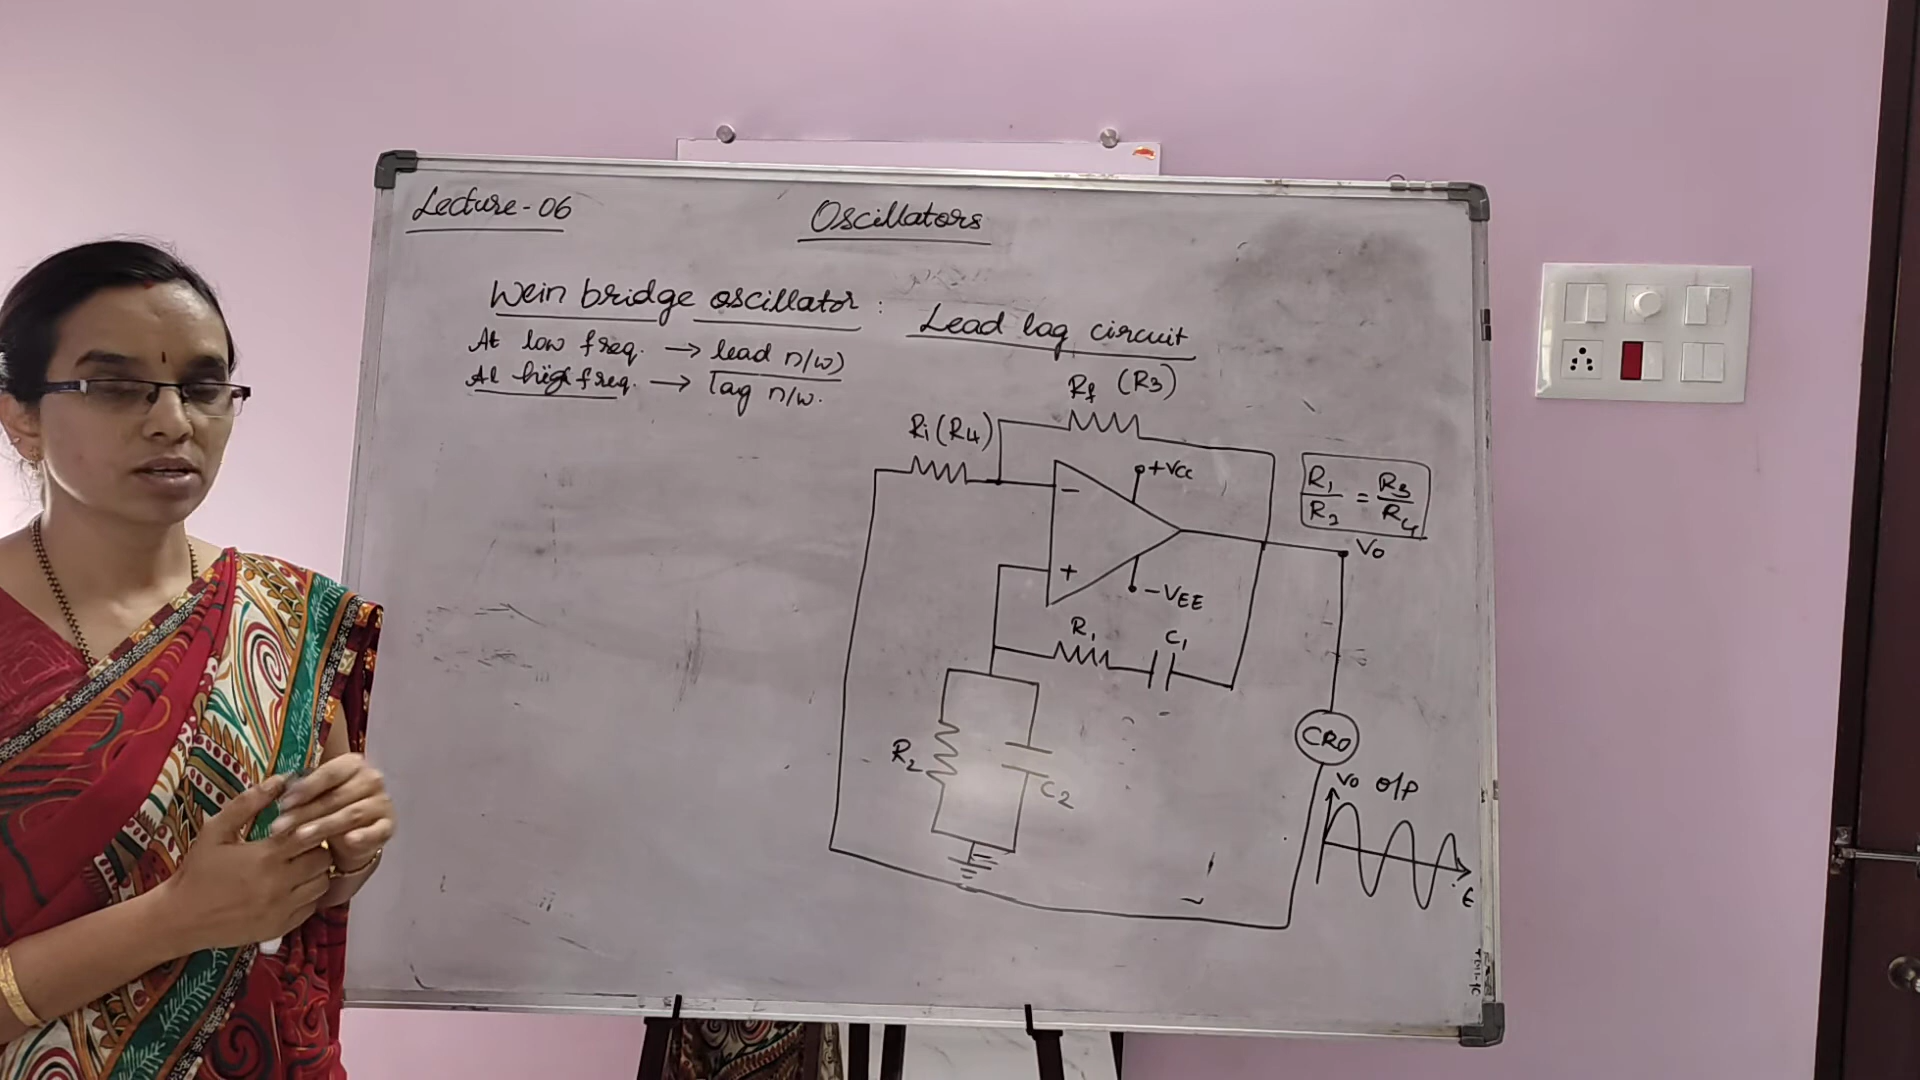 Lecture-06
Oscillators
Wein bridge oscillator :
Lead lag circuit
At low freq. → lead n/w)
At high freq. → lag n/w.
Rf (R3)
Ri (R4)
+VCC
-
+
-VEE
R1/R2 = R3/R4
Vo
R1
C1
R2
C2
CRO
Vo o/p
t